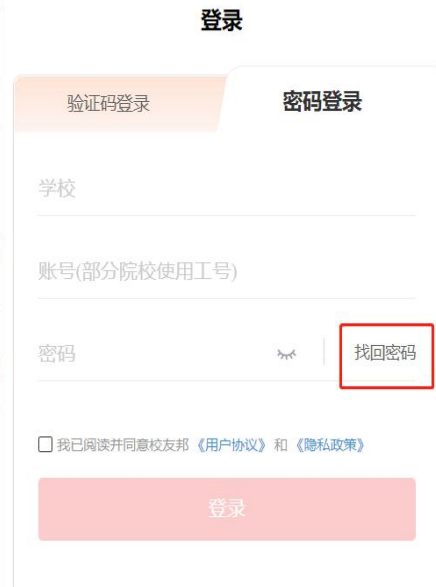 登录
验证码登录 密码登录
学校
账号(部分院校使用工号)
密码 找回密码
我已阅读并同意校友邦《用户协议》和《隐私政策》
登录